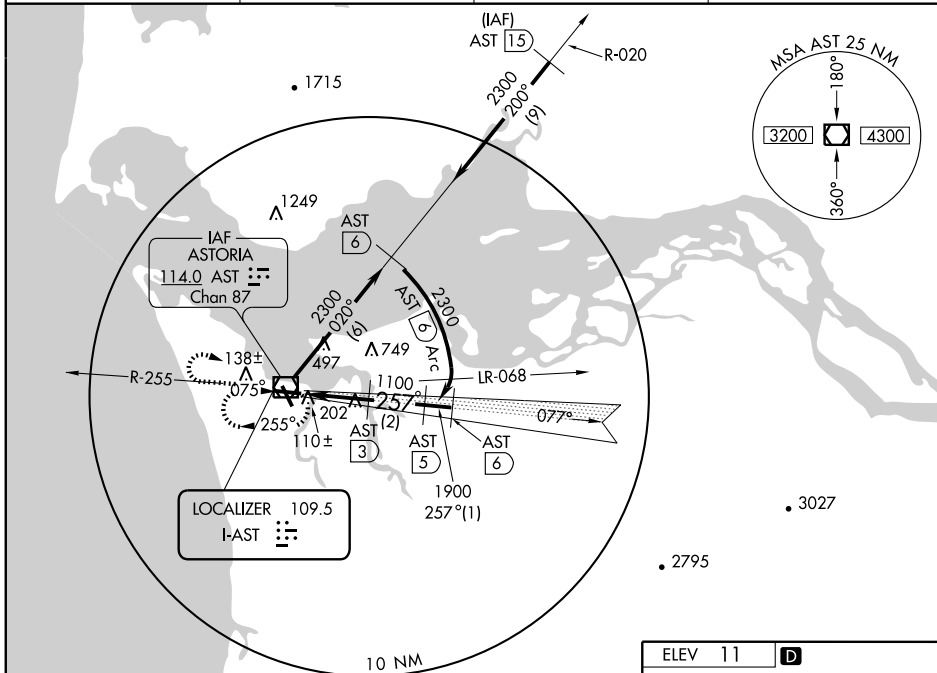 (IAF)
AST 15
R-020
1715
2300
200°
(9)
MSA AST 25 NM
180°
3200
4300
360°
1249
AST
6
IAF
ASTORIA
114.0 AST
Chan 87
2300
020°
(6)
2300
AST 6 Arc
497
749
138±
R-255
075°
1100
LR-068
257°
(2)
077°
255°
202
110±
AST
3
AST
5
AST
6
1900
257°(1)
LOCALIZER 109.5
I-AST
3027
2795
10 NM
ELEV 11 D